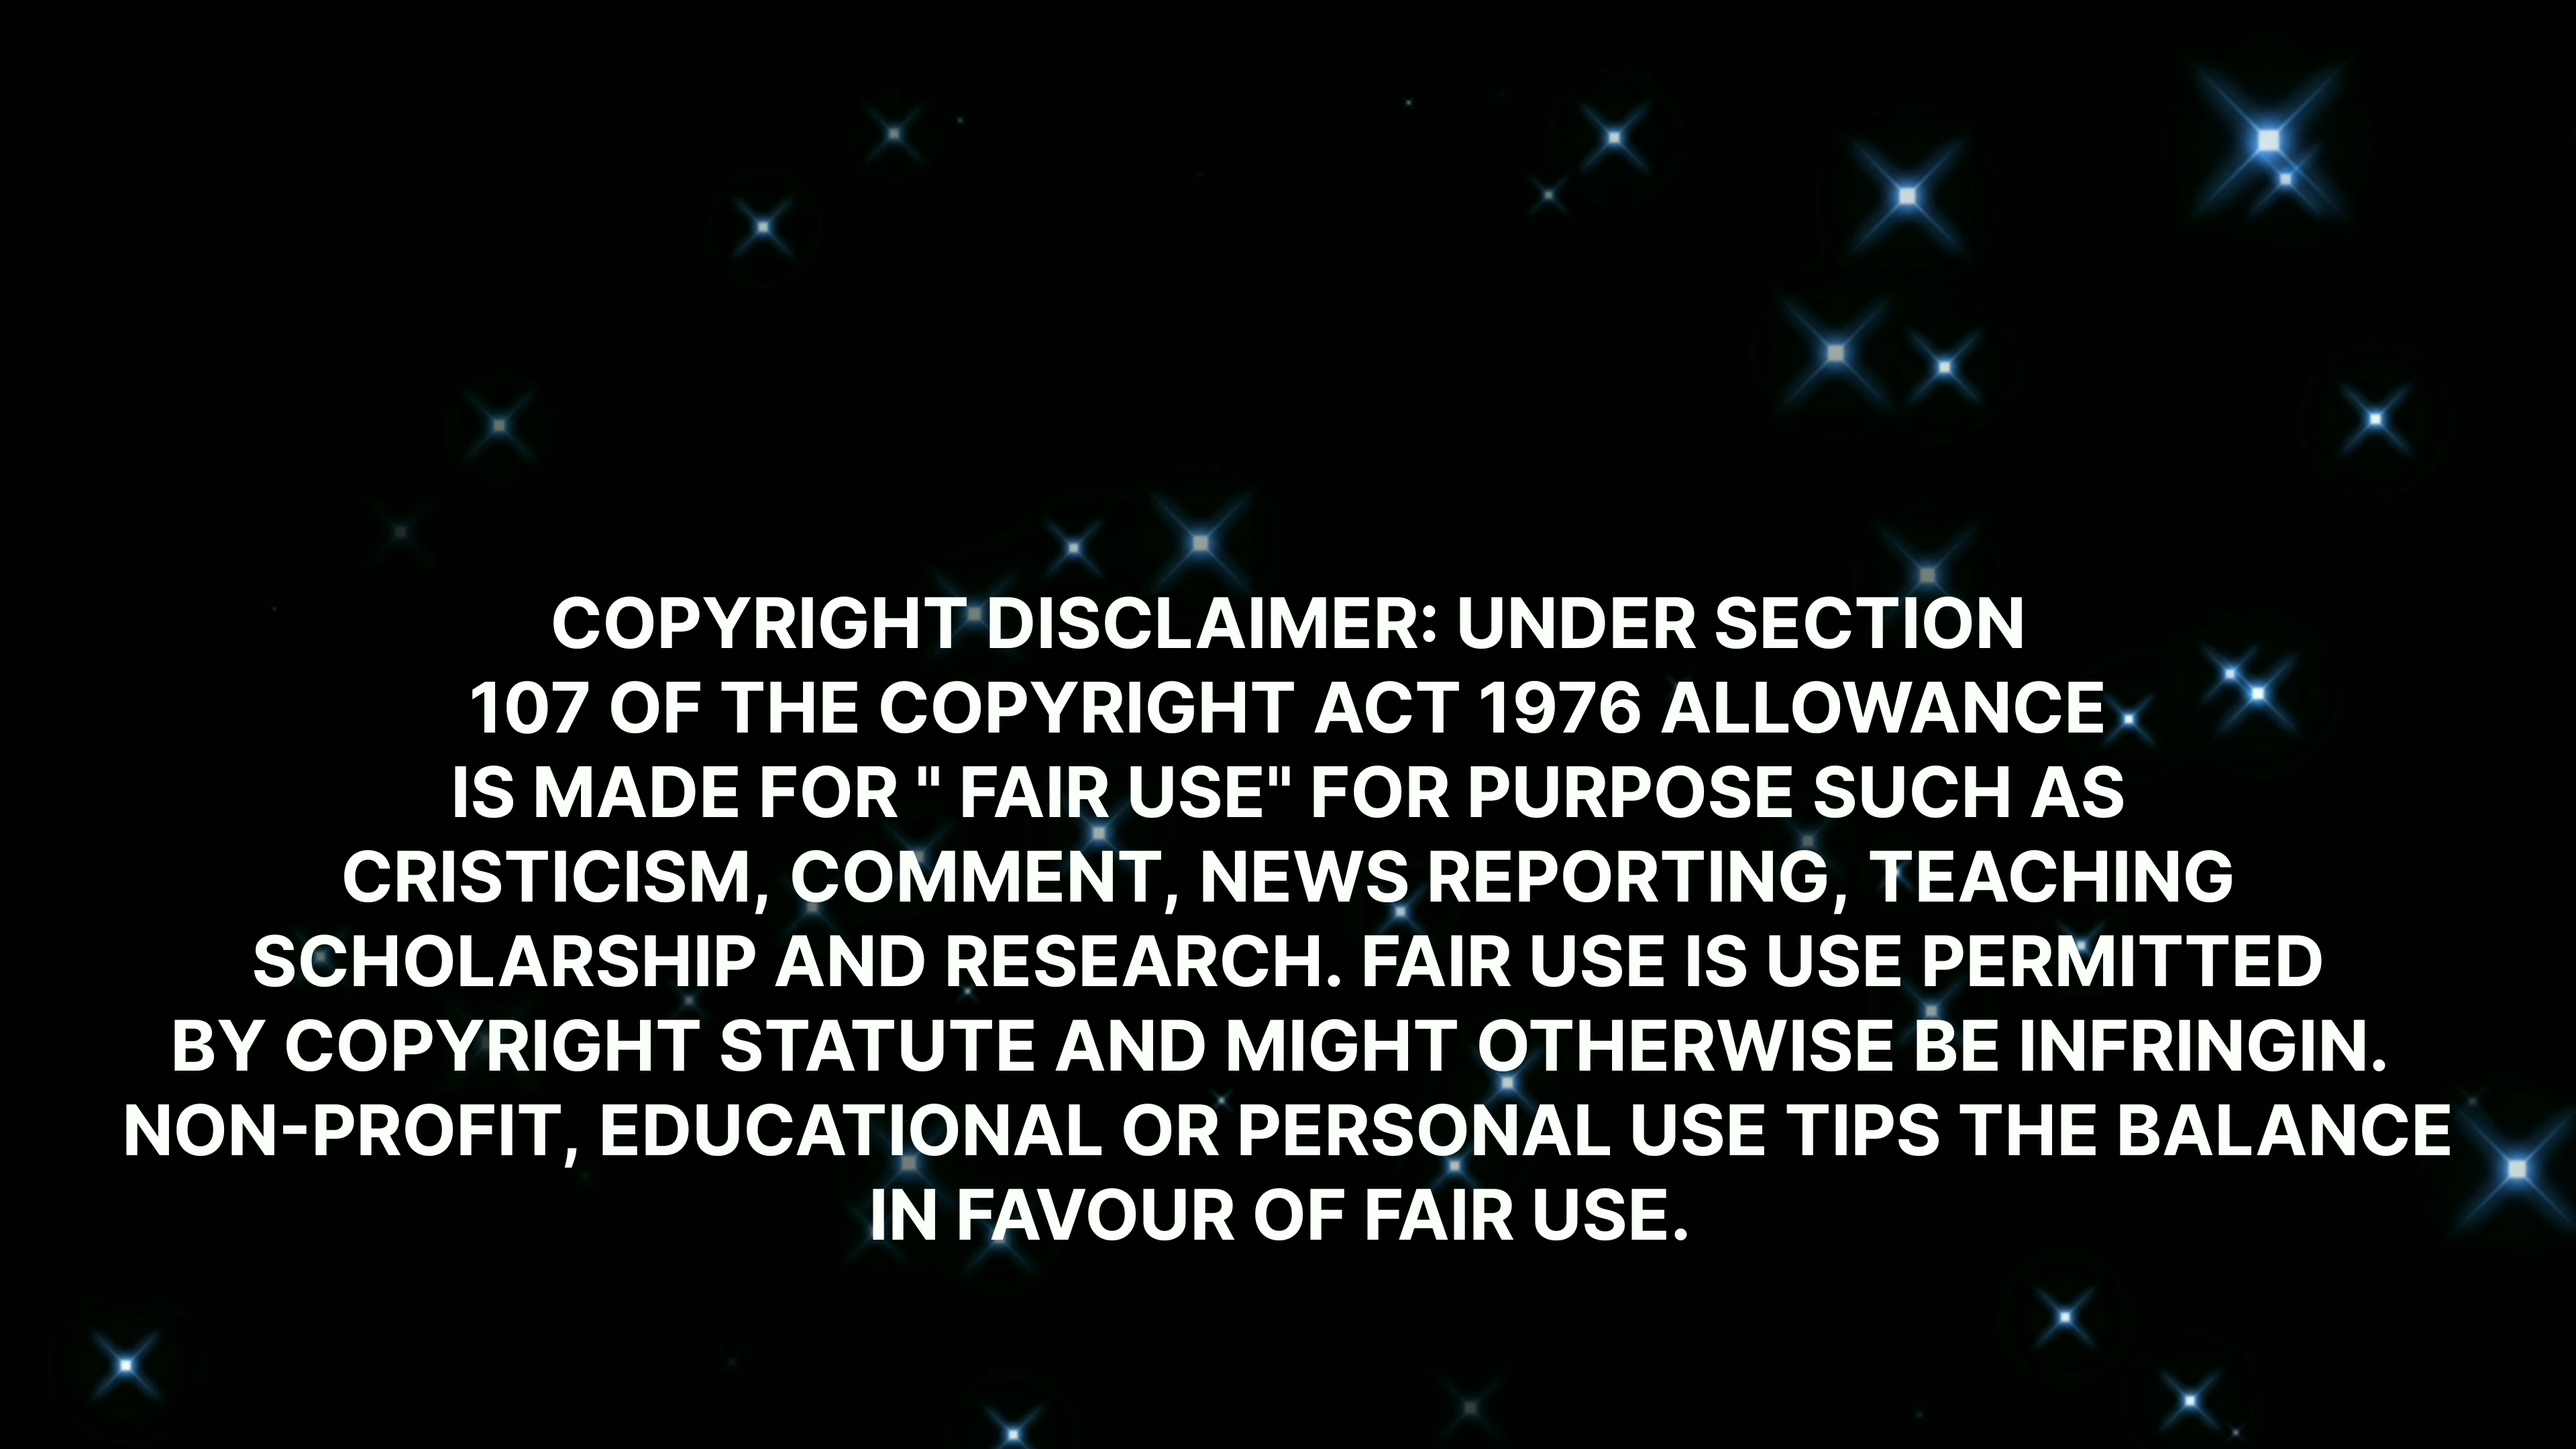 COPYRIGHT DISCLAIMER: UNDER SECTION
107 OF THE COPYRIGHT ACT 1976 ALLOWANCE
IS MADE FOR " FAIR USE" FOR PURPOSE SUCH AS
CRISTICISM, COMMENT, NEWS REPORTING, TEACHING
SCHOLARSHIP AND RESEARCH. FAIR USE IS USE PERMITTED
BY COPYRIGHT STATUTE AND MIGHT OTHERWISE BE INFRINGIN.
NON-PROFIT, EDUCATIONAL OR PERSONAL USE TIPS THE BALANCE
IN FAVOUR OF FAIR USE.